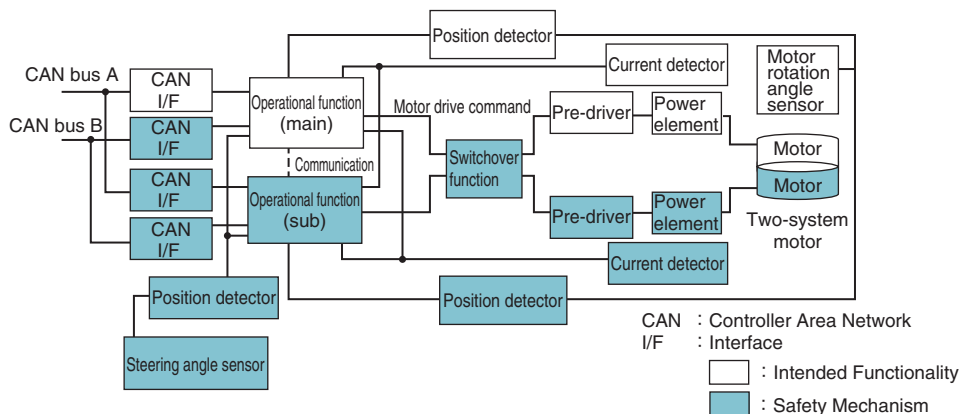 Position detector
Current detector
Motor
rotation
angle
sensor
CAN bus A
CAN
I/F
Operational function
(main)
Motor drive command
Pre-driver
Power
element
CAN bus B
CAN
I/F
Switchover
function
Motor
Communication
CAN
I/F
Operational function
(sub)
Pre-driver
Power
element
Motor
Two-system
motor
CAN
I/F
Current detector
Position detector
Position detector
Steering angle sensor
CAN : Controller Area Network
I/F : Interface
: Intended Functionality
: Safety Mechanism